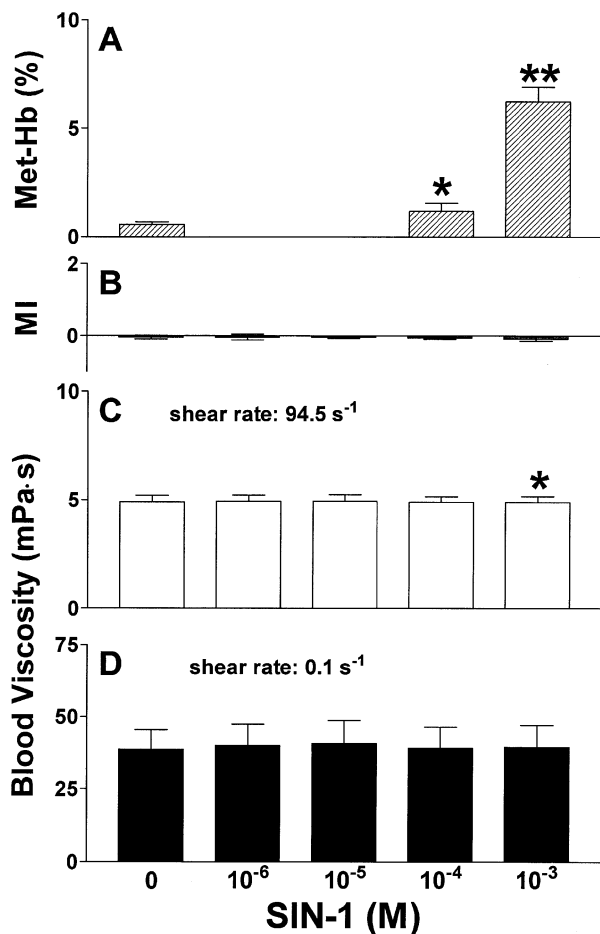 A
10
**
5
*
0
Met-Hb (%)
B
2
0
MI
C
10
shear rate: 94.5 s⁻¹
*
5
0
D
75
shear rate: 0.1 s⁻¹
50
25
0
Blood Viscosity (mPa·s)
0 10⁻⁶ 10⁻⁵ 10⁻⁴ 10⁻³
SIN-1 (M)